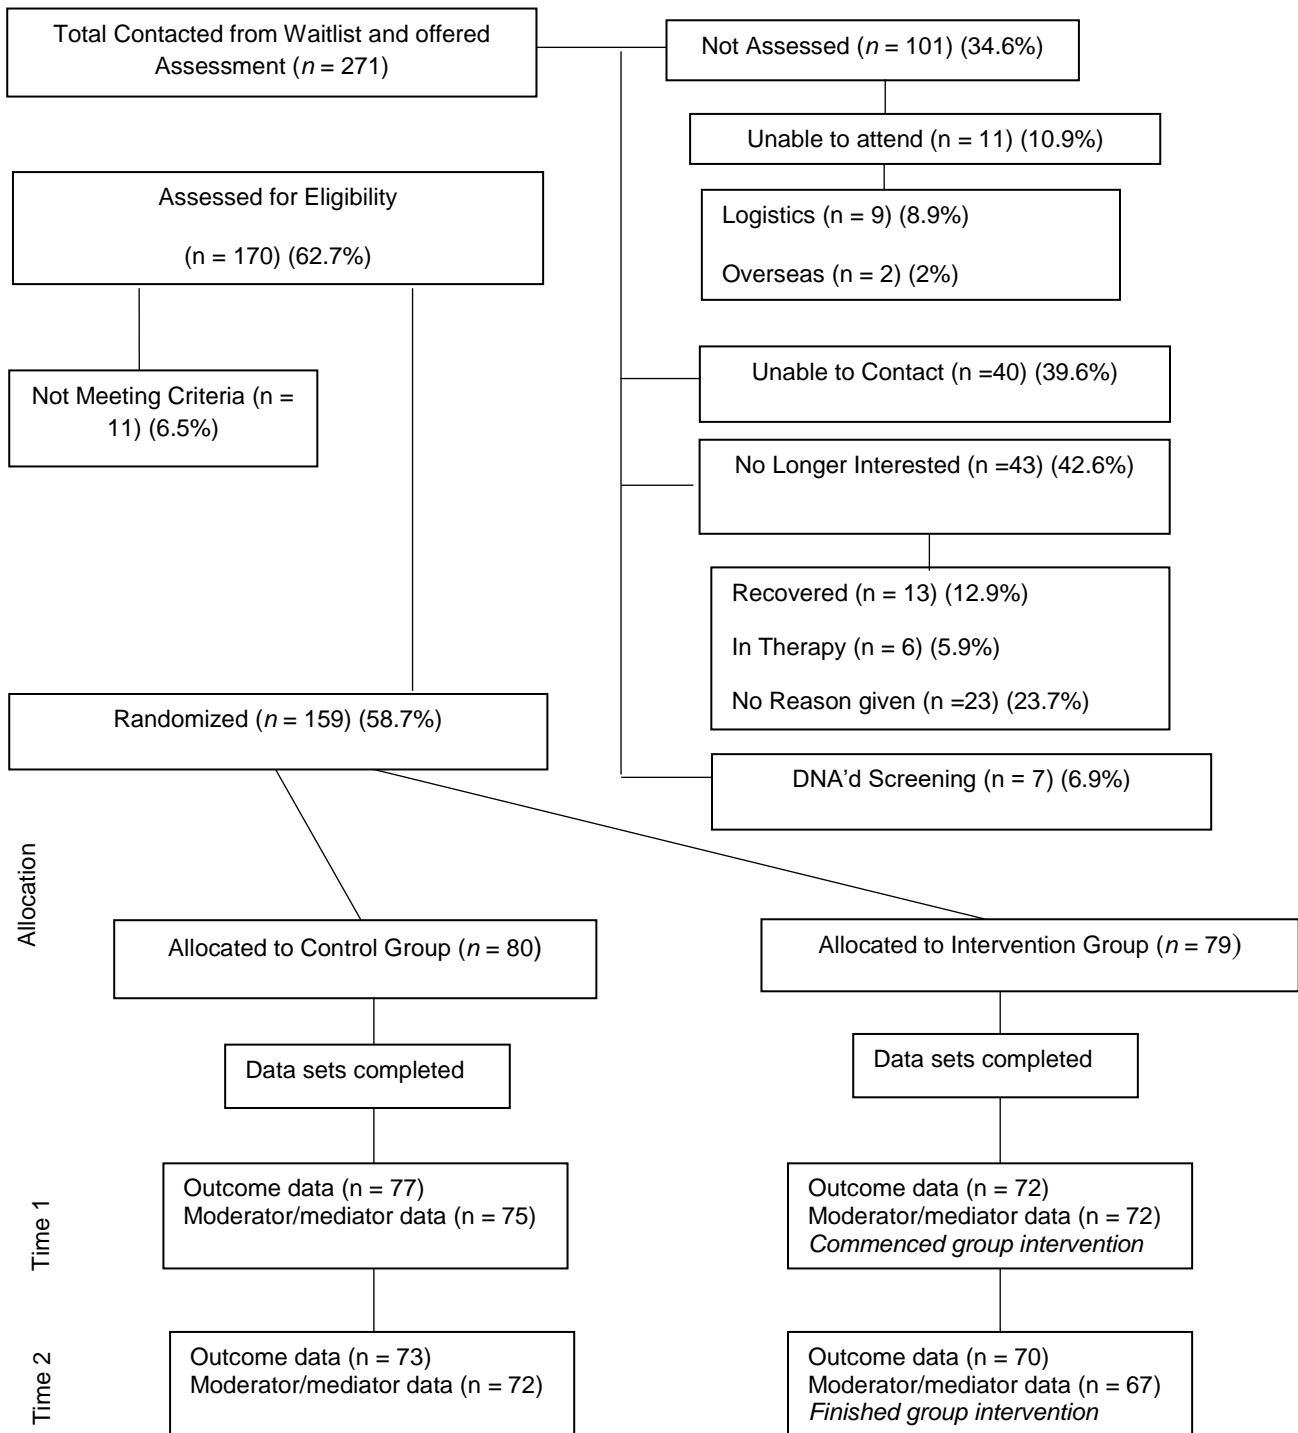 Total Contacted from Waitlist and offered
Assessment (n = 271)
Not Assessed (n = 101) (34.6%)
Unable to attend (n = 11) (10.9%)
Logistics (n = 9) (8.9%)
Overseas (n = 2) (2%)
Assessed for Eligibility
(n = 170) (62.7%)
Not Meeting Criteria (n =
11) (6.5%)
Unable to Contact (n =40) (39.6%)
No Longer Interested (n =43) (42.6%)
Recovered (n = 13) (12.9%)
In Therapy (n = 6) (5.9%)
No Reason given (n =23) (23.7%)
DNA’d Screening (n = 7) (6.9%)
Randomized (n = 159) (58.7%)
Allocation
Allocated to Control Group (n = 80)
Allocated to Intervention Group (n = 79)
Data sets completed
Data sets completed
Time 1
Outcome data (n = 77)
Moderator/mediator data (n = 75)
Outcome data (n = 72)
Moderator/mediator data (n = 72)
Commenced group intervention
Time 2
Outcome data (n = 73)
Moderator/mediator data (n = 72)
Outcome data (n = 70)
Moderator/mediator data (n = 67)
Finished group intervention